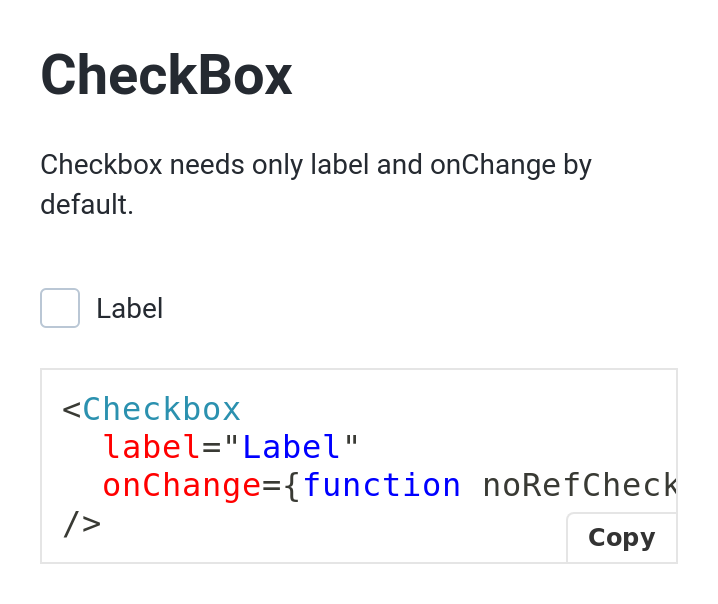 CheckBox
Checkbox needs only label and onChange by
default.
Label
<Checkbox
  label="Label"
  onChange={function noRefCheck
/>
Copy